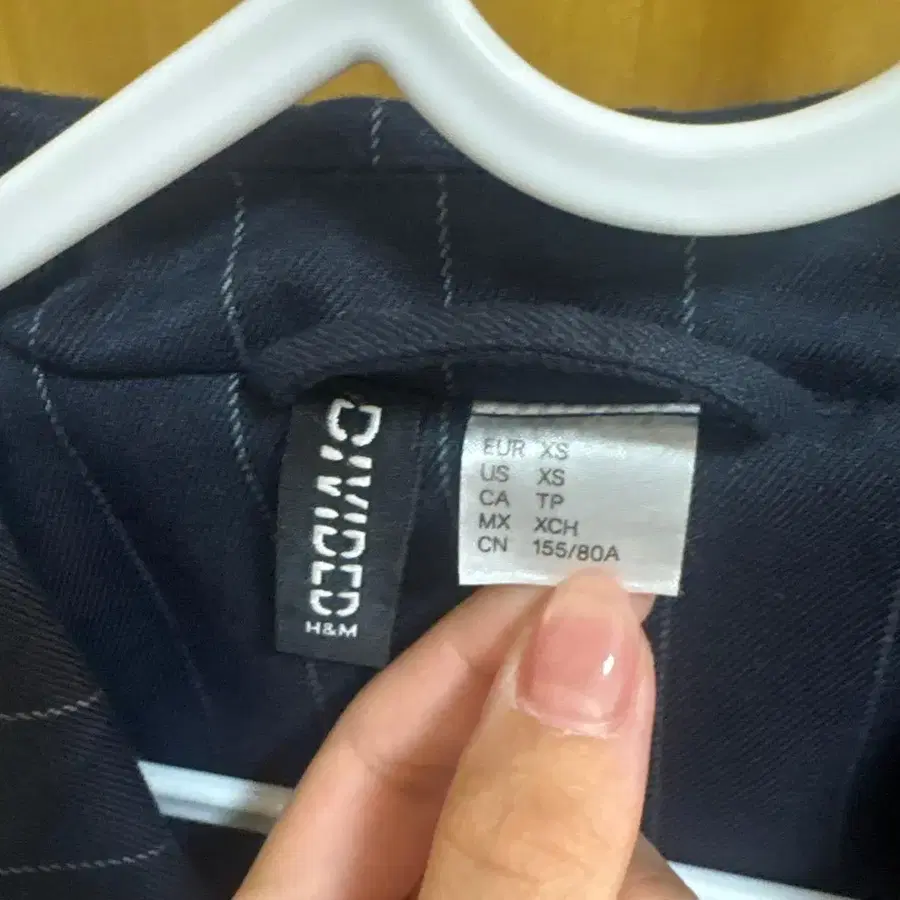 DIVIDED
H&M
EUR XS
US XS
CA TP
MX XCH
CN 155/80A